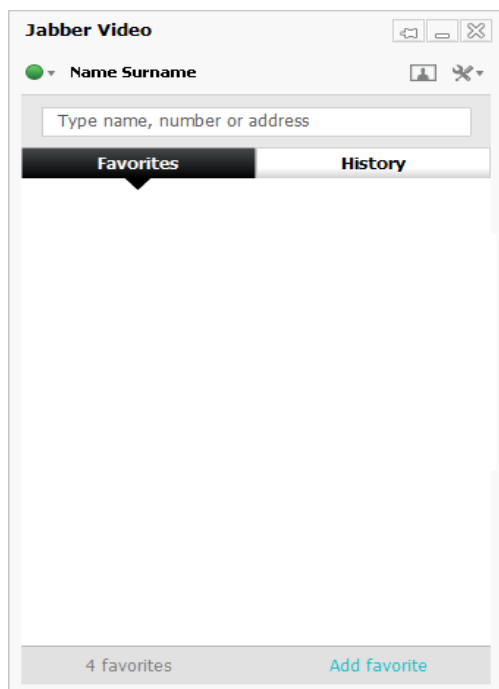 Jabber Video
Name Surname
Type name, number or address
Favorites History
4 favorites Add favorite